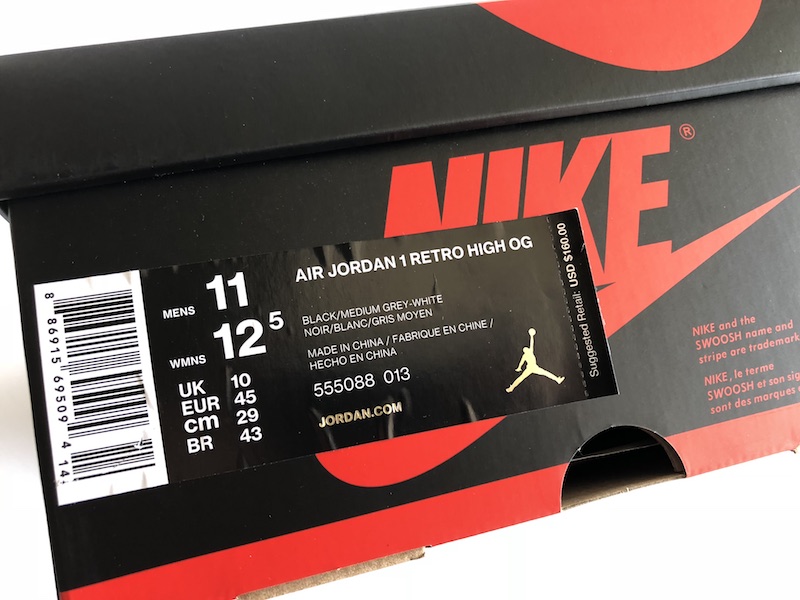 NIKE®
AIR JORDAN 1 RETRO HIGH OG
MENS 11
WMNS 12 5
UK 10
EUR 45
cm 29
BR 43
BLACK/MEDIUM GREY-WHITE
NOIR/BLANC/GRIS MOYEN
MADE IN CHINA / FABRIQUE EN CHINE /
HECHO EN CHINA
555088 013
JORDAN.COM
Suggested Retail: USD $160.00
8 86915 69509 4 14
NIKE and the
SWOOSH name and
stripe are trademark
NIKE, le terme
SWOOSH et son sig
sont des marques